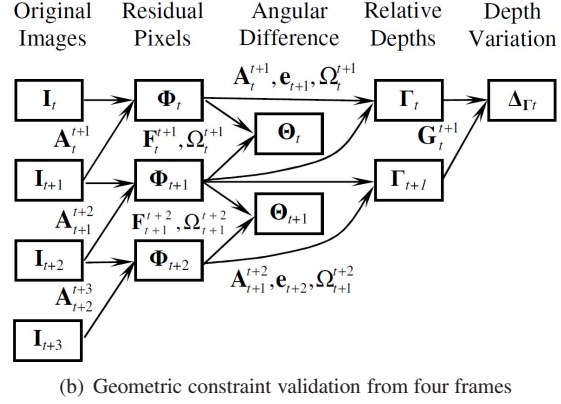 Original Images
Residual Pixels
Angular Difference
Relative Depths
Depth Variation
A_t^{t+1}, e_{t+1}, Ω_t^{t+1}
I_t
Φ_t
Γ_t
Δ_{Γt}
A_t^{t+1}
F_t^{t+1}, Ω_t^{t+1}
Θ_t
G_t^{t+1}
I_{t+1}
Φ_{t+1}
Γ_{t+1}
A_{t+1}^{t+2}
F_{t+1}^{t+2}, Ω_{t+1}^{t+2}
Θ_{t+1}
I_{t+2}
Φ_{t+2}
A_{t+1}^{t+2}, e_{t+2}, Ω_{t+1}^{t+2}
A_{t+2}^{t+3}
I_{t+3}
(b) Geometric constraint validation from four frames